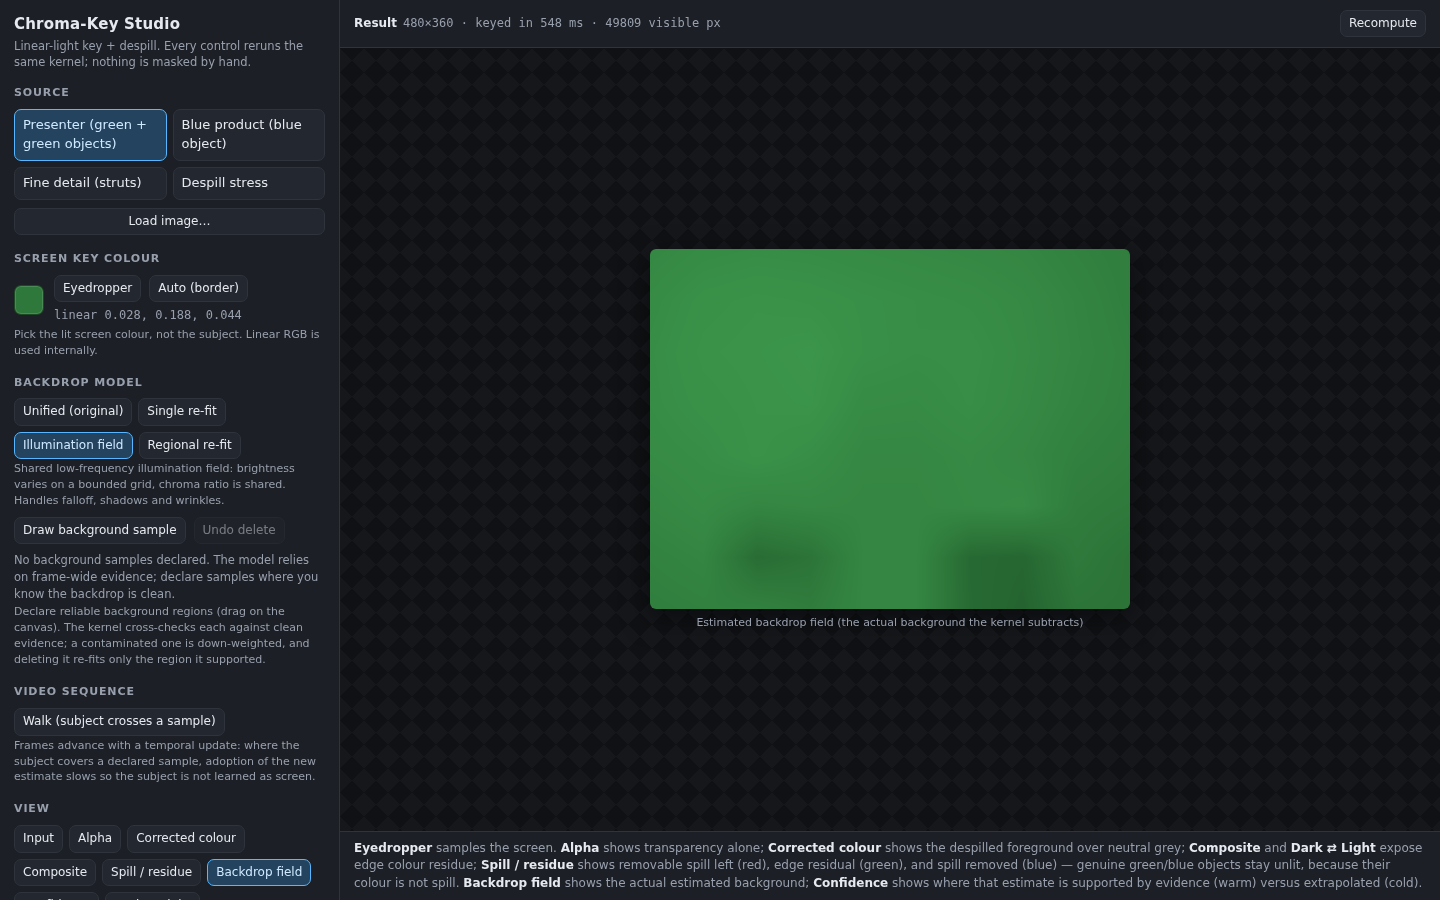 Chroma-Key Studio
Linear-light key + despill. Every control reruns the
same kernel; nothing is masked by hand.
SOURCE
Presenter (green +
green objects)
Blue product (blue
object)
Fine detail (struts)
Despill stress
Load image...
SCREEN KEY COLOUR
Eyedropper
Auto (border)
linear 0.028, 0.188, 0.044
Pick the lit screen colour, not the subject. Linear RGB is
used internally.
BACKDROP MODEL
Unified (original)
Single re-fit
Illumination field
Regional re-fit
Shared low-frequency illumination field: brightness
varies on a bounded grid, chroma ratio is shared.
Handles falloff, shadows and wrinkles.
Draw background sample
Undo delete
No background samples declared. The model relies
on frame-wide evidence; declare samples where you
know the backdrop is clean.
Declare reliable background regions (drag on the
canvas). The kernel cross-checks each against clean
evidence; a contaminated one is down-weighted, and
deleting it re-fits only the region it supported.
VIDEO SEQUENCE
Walk (subject crosses a sample)
Frames advance with a temporal update: where the
subject covers a declared sample, adoption of the new
estimate slows so the subject is not learned as screen.
VIEW
Input
Alpha
Corrected colour
Composite
Spill / residue
Backdrop field
Result 480×360 · keyed in 548 ms · 49809 visible px
Recompute
Estimated backdrop field (the actual background the kernel subtracts)
Eyedropper samples the screen. Alpha shows transparency alone; Corrected colour shows the despilled foreground over neutral grey; Composite and Dark ⇄ Light expose
edge colour residue; Spill / residue shows removable spill left (red), edge residual (green), and spill removed (blue) — genuine green/blue objects stay unlit, because their
colour is not spill. Backdrop field shows the actual estimated background; Confidence shows where that estimate is supported by evidence (warm) versus extrapolated (cold).